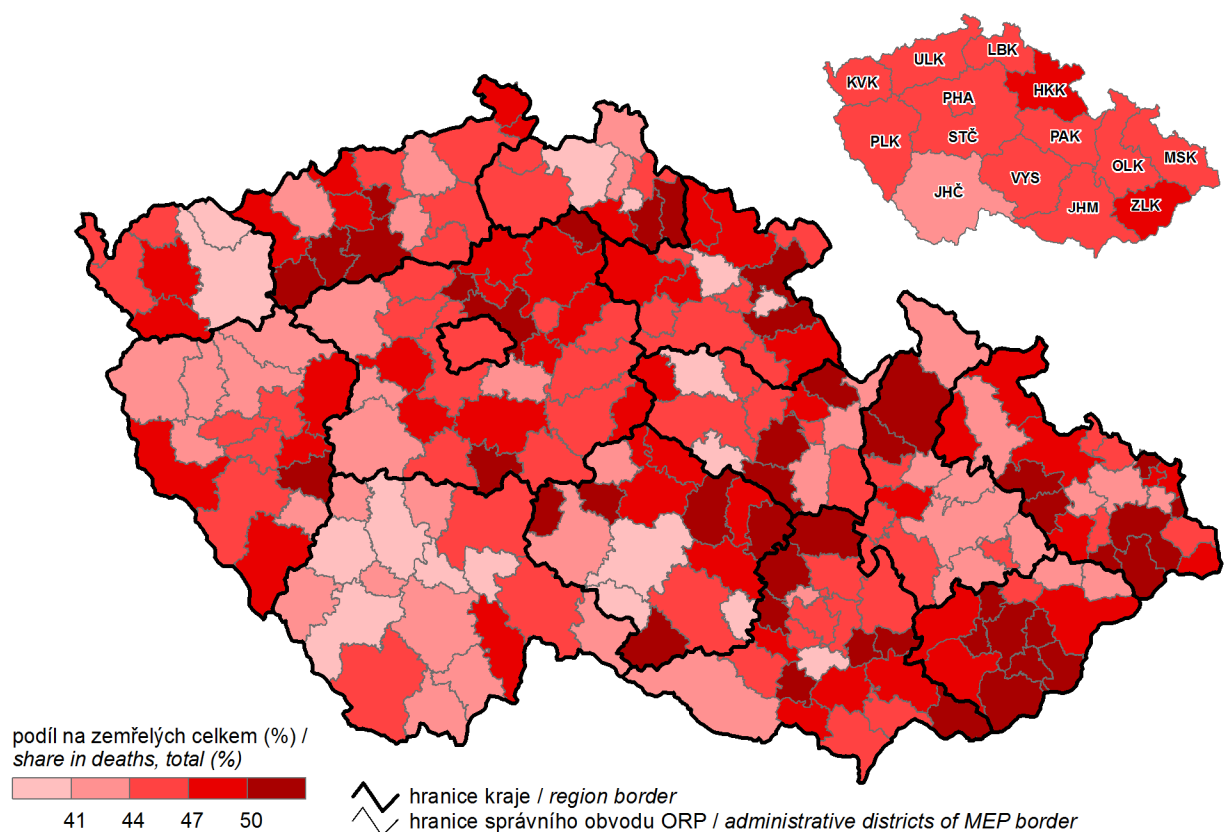 LBK
ULK
KVK
HKK
PHA
PLK
STČ
PAK
MSK
OLK
VYS
JHČ
ZLK
JHM
podíl na zemřelých celkem (%) /
share in deaths, total (%)
41 44 47 50
hranice kraje / region border
hranice správního obvodu ORP / administrative districts of MEP border